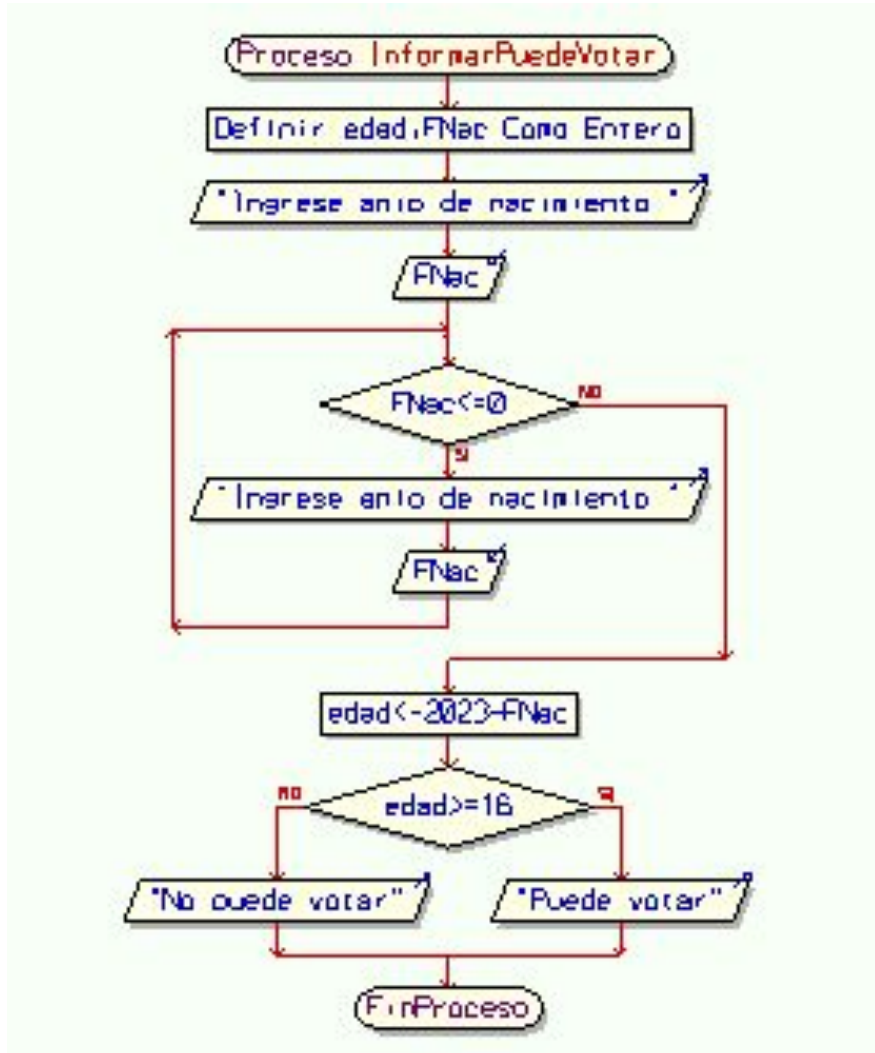 Proceso InformarPuedeVotar
Definir edad,FNac Como Entero
"Ingrese anio de nacimiento "
FNac
FNac<=0
NO
SI
"Ingrese anio de nacimiento "
FNac
edad<-2023-FNac
edad>=16
NO
SI
"No puede votar"
"Puede votar"
FinProceso